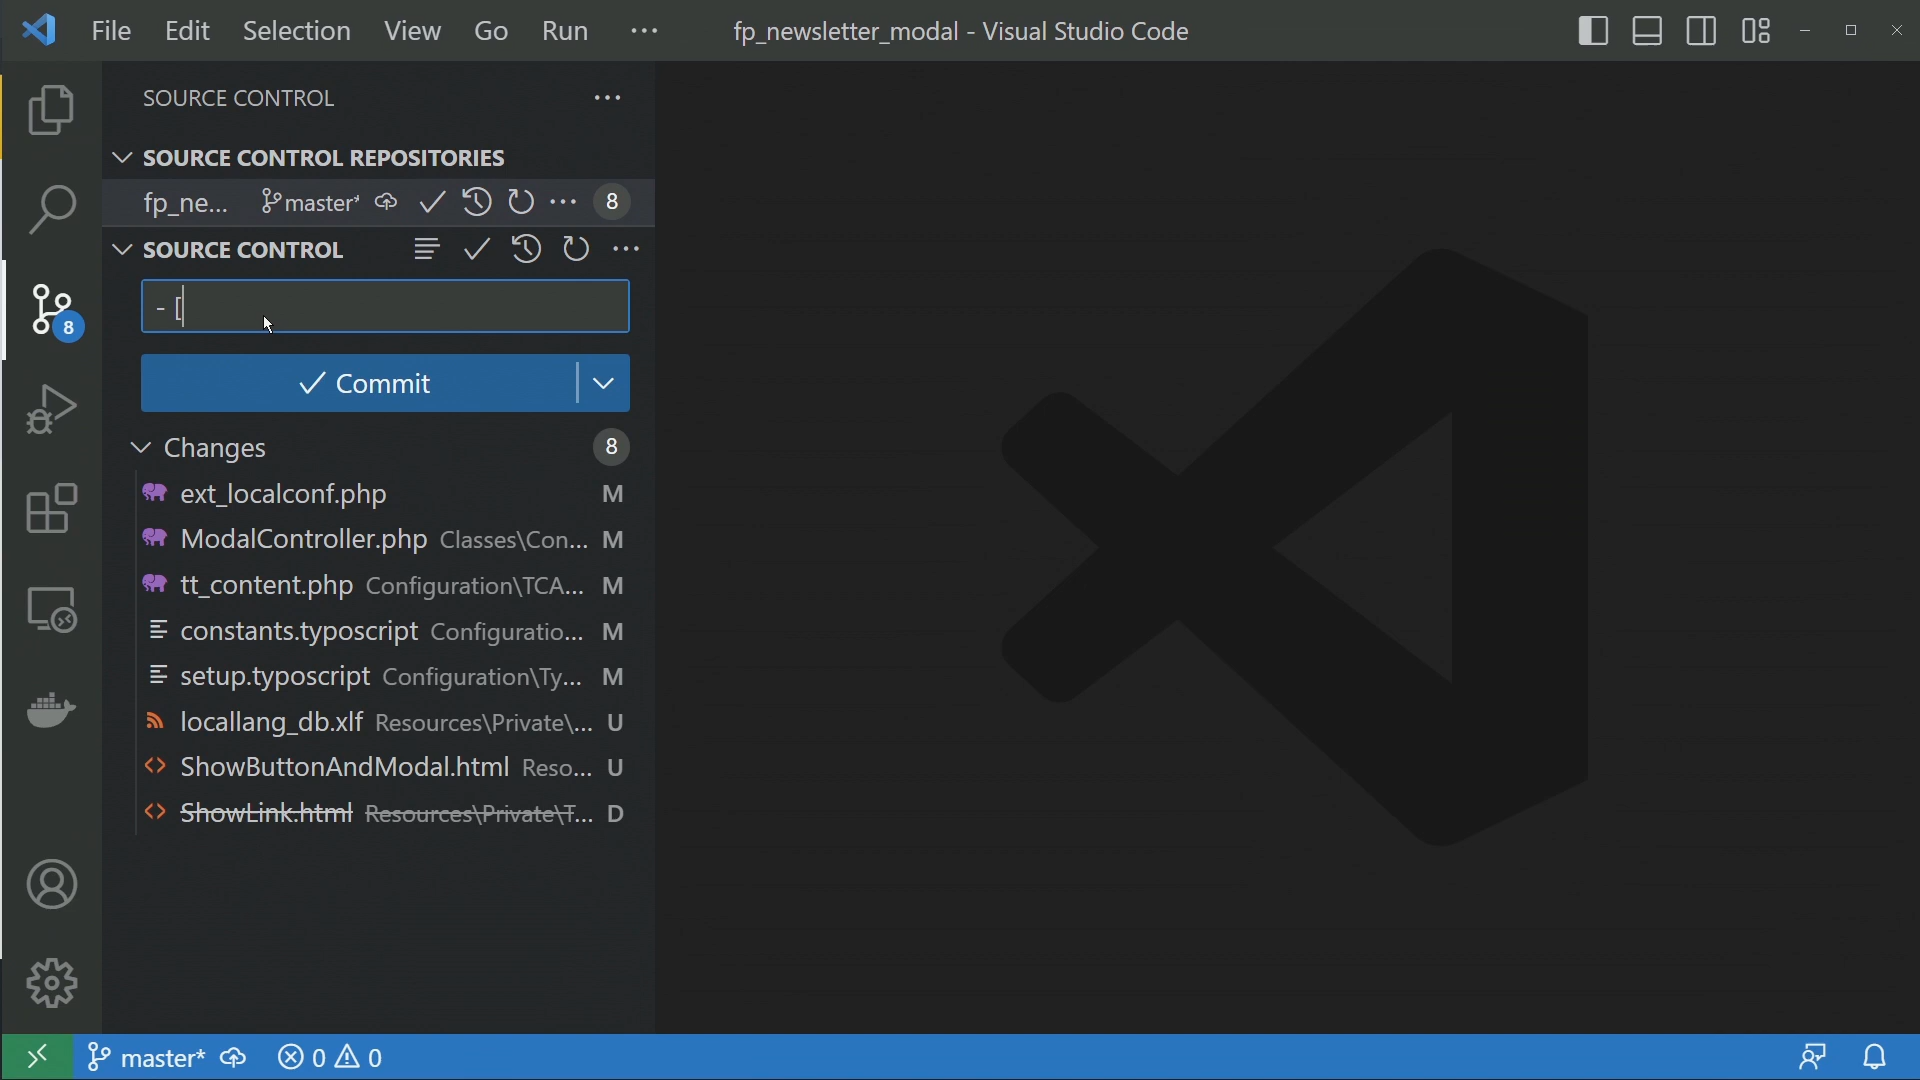 File Edit Selection View Go Run ··· fp_newsletter_modal - Visual Studio Code
SOURCE CONTROL ···
SOURCE CONTROL REPOSITORIES
fp_ne... master* ··· 8
SOURCE CONTROL ···
- [
8
Commit
Changes 8
ext_localconf.php M
ModalController.php Classes\Con... M
tt_content.php Configuration\TCA... M
constants.typoscript Configuratio... M
setup.typoscript Configuration\Ty... M
locallang_db.xlf Resources\Private\... U
ShowButtonAndModal.html Reso... U
ShowLink.html Resources\Private\T... D
master* 0 0